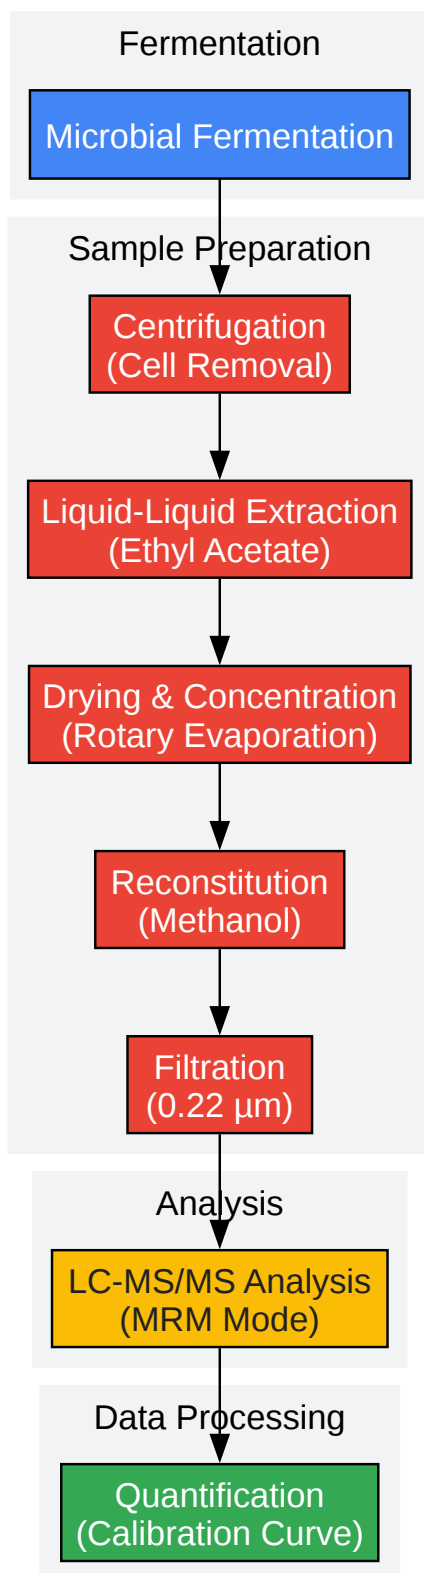 Fermentation
Microbial Fermentation
Sample Preparation
Centrifugation
(Cell Removal)
Liquid-Liquid Extraction
(Ethyl Acetate)
Drying & Concentration
(Rotary Evaporation)
Reconstitution
(Methanol)
Filtration
(0.22 µm)
Analysis
LC-MS/MS Analysis
(MRM Mode)
Data Processing
Quantification
(Calibration Curve)